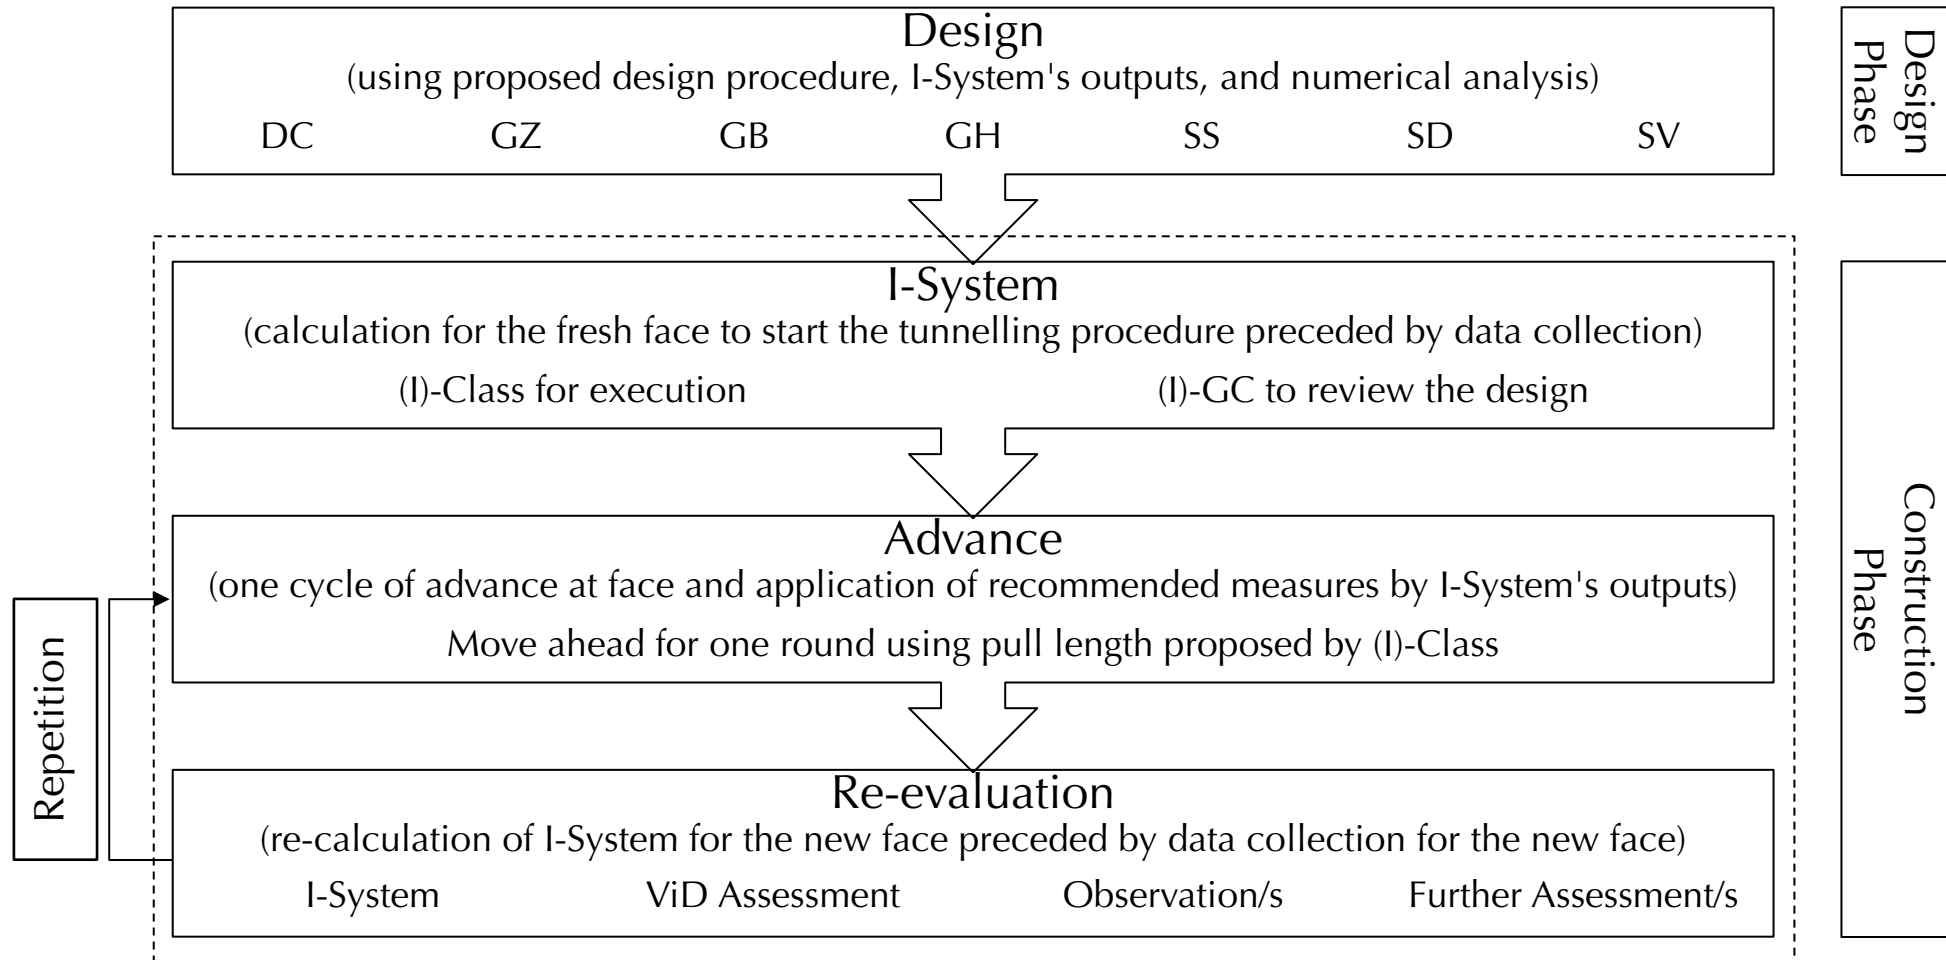 Design
(using proposed design procedure, I-System's outputs, and numerical analysis)
DC GZ GB GH SS SD SV
Design
Phase
I-System
(calculation for the fresh face to start the tunnelling procedure preceded by data collection)
(I)-Class for execution (I)-GC to review the design
Advance
(one cycle of advance at face and application of recommended measures by I-System's outputs)
Move ahead for one round using pull length proposed by (I)-Class
Construction
Phase
Repetition
Re-evaluation
(re-calculation of I-System for the new face preceded by data collection for the new face)
I-System ViD Assessment Observation/s Further Assessment/s